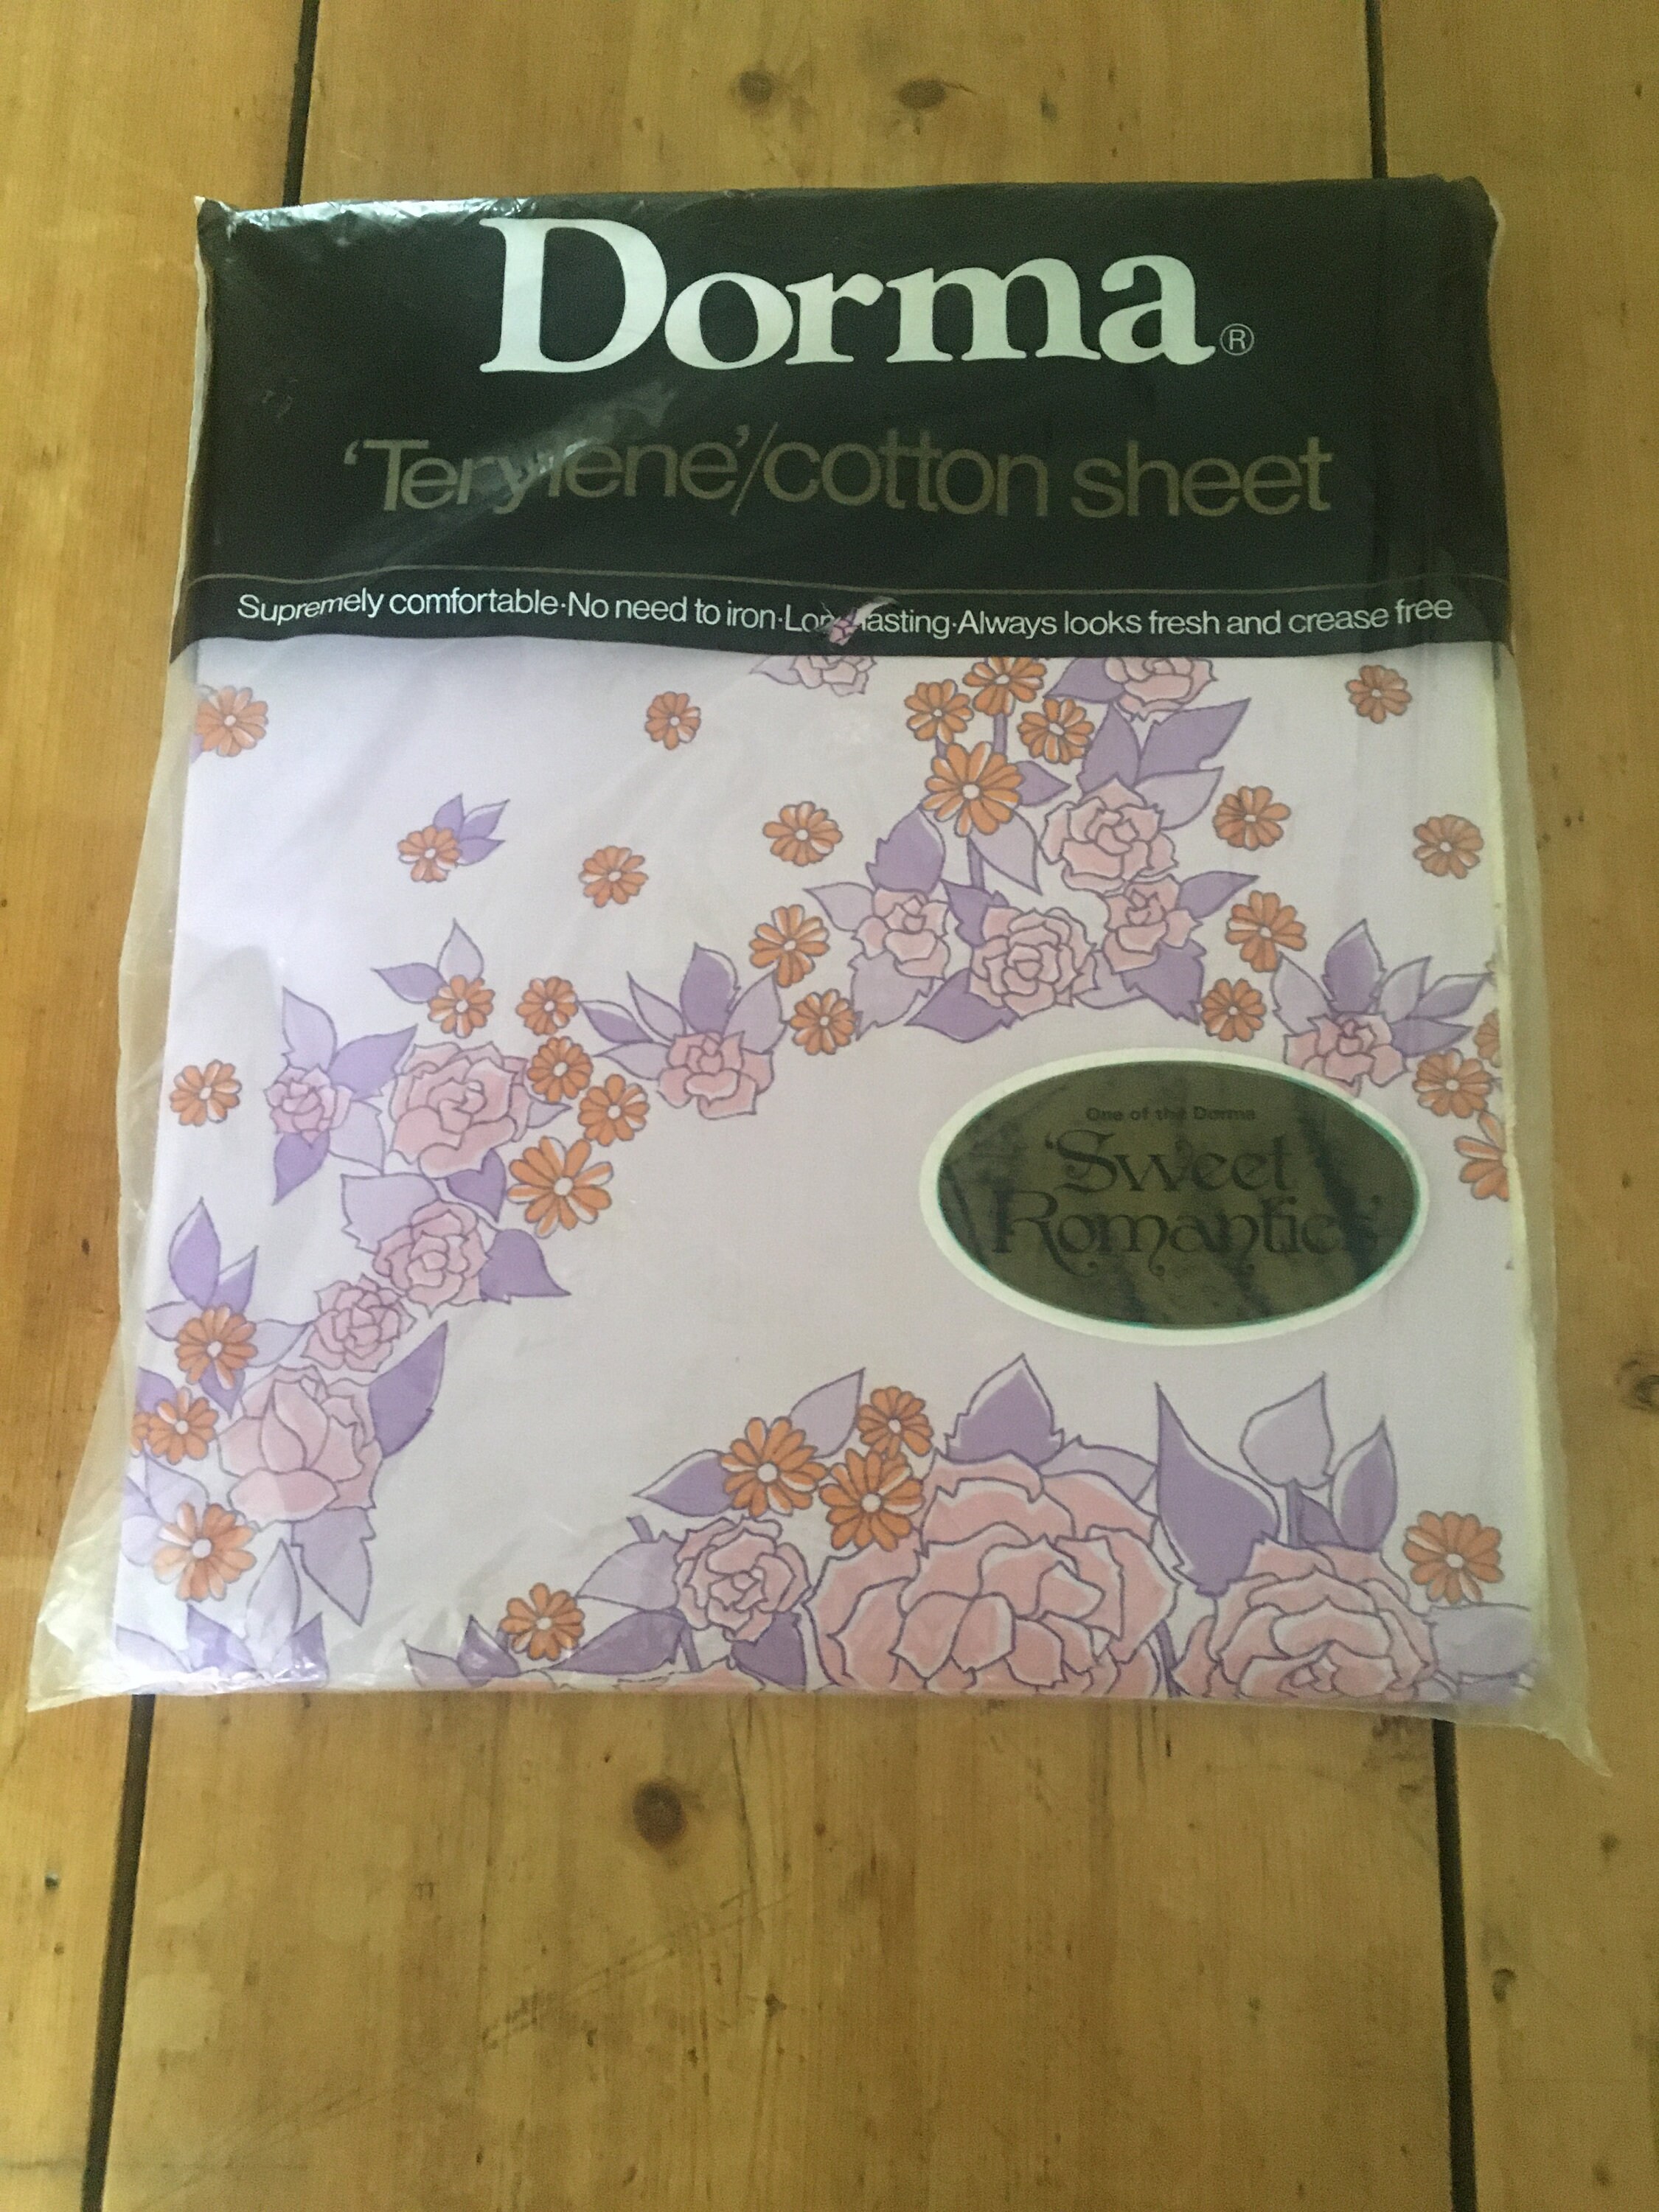 Dorma®
'Terylene'/cotton sheet
Supremely comfortable·No need to iron·Long lasting·Always looks fresh and crease free
One of the Dorma
'Sweet
Romantics'